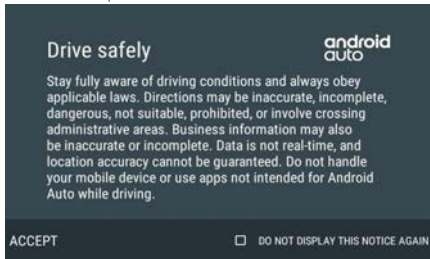 Drive safely
android
auto
Stay fully aware of driving conditions and always obey
applicable laws. Directions may be inaccurate, incomplete,
dangerous, not suitable, prohibited, or involve crossing
administrative areas. Business information may also
be inaccurate or incomplete. Data is not real-time, and
location accuracy cannot be guaranteed. Do not handle
your mobile device or use apps not intended for Android
Auto while driving.
ACCEPT
DO NOT DISPLAY THIS NOTICE AGAIN